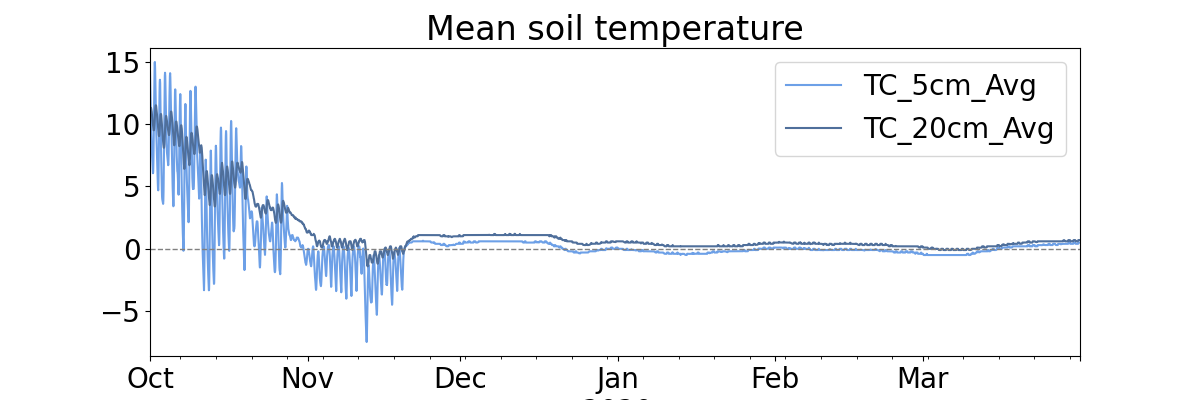 Mean soil temperature
15
10
5
0
−5
TC_5cm_Avg
TC_20cm_Avg
Oct
Nov
Dec
Jan
Feb
Mar